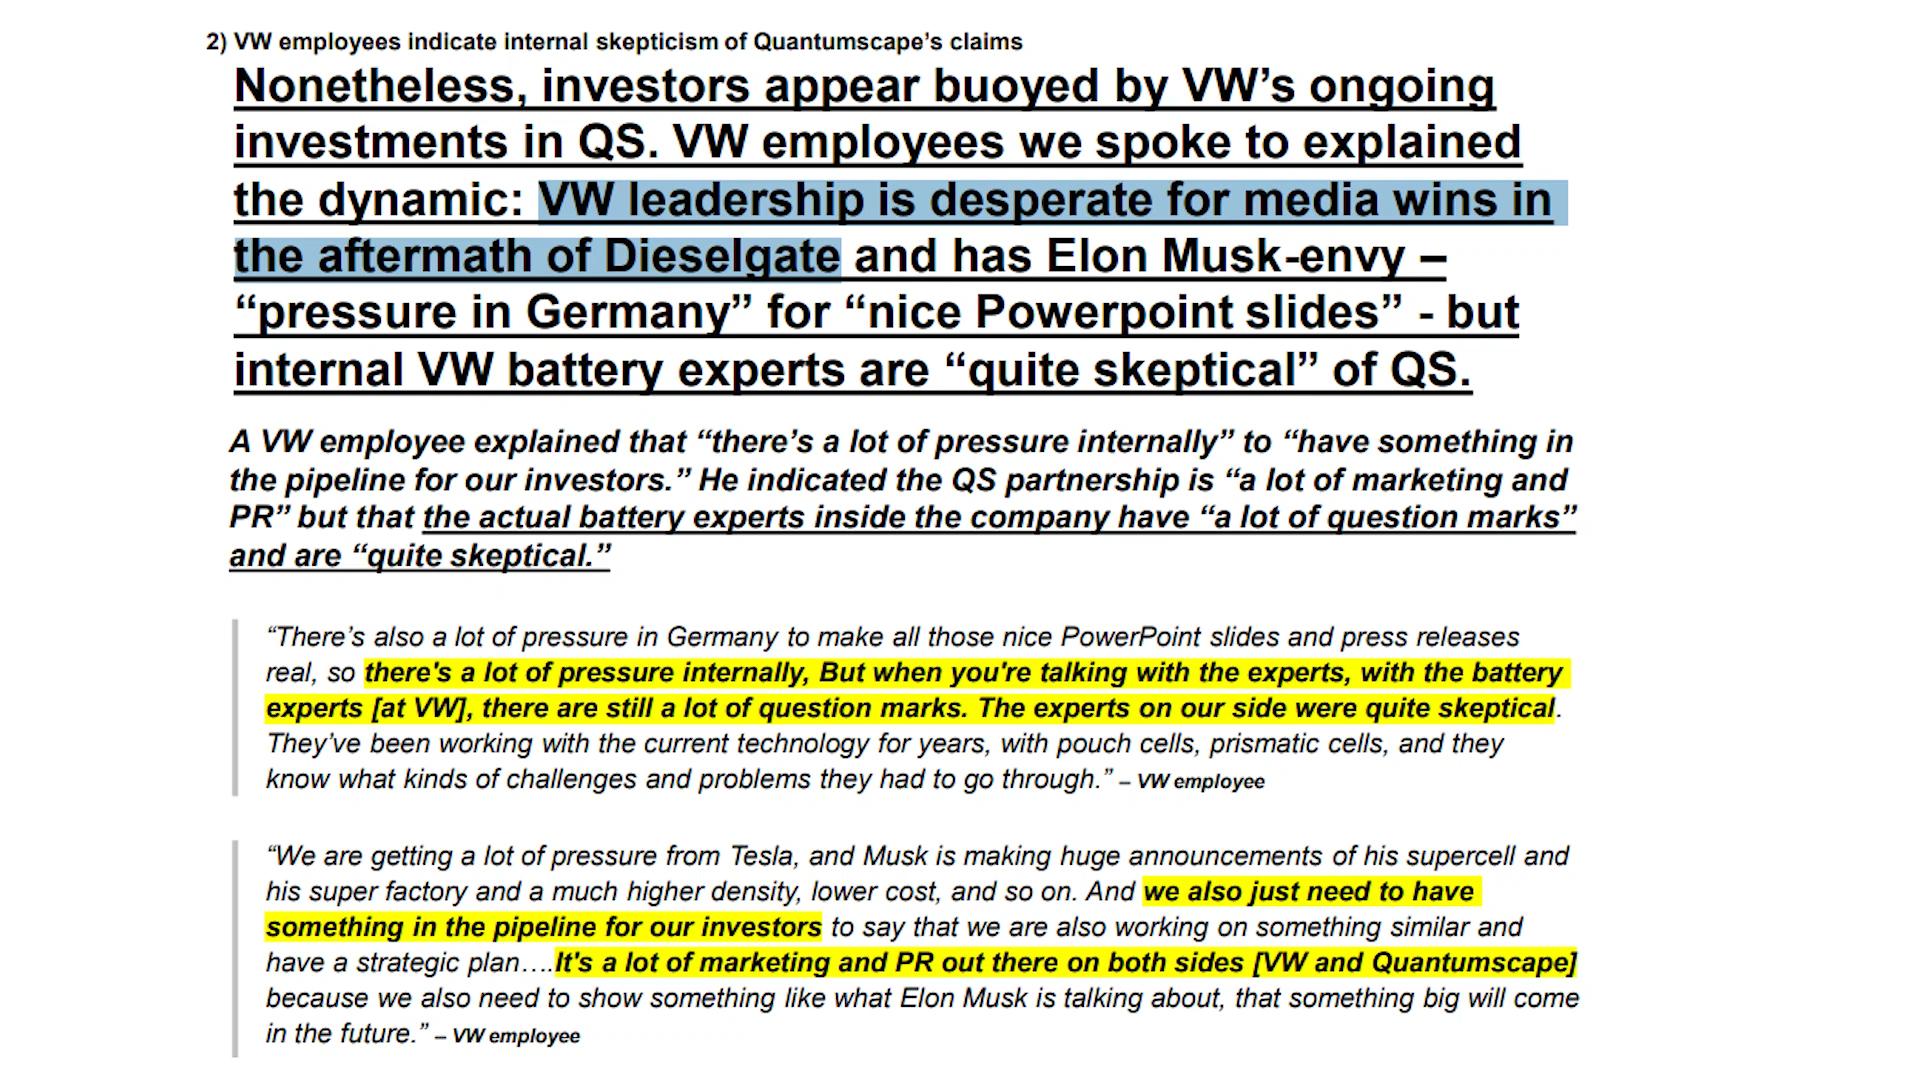 2) VW employees indicate internal skepticism of Quantumscape’s claims
Nonetheless, investors appear buoyed by VW’s ongoing
investments in QS. VW employees we spoke to explained
the dynamic: VW leadership is desperate for media wins in
the aftermath of Dieselgate and has Elon Musk-envy –
“pressure in Germany” for “nice Powerpoint slides” - but
internal VW battery experts are “quite skeptical” of QS.
A VW employee explained that “there’s a lot of pressure internally” to “have something in
the pipeline for our investors.” He indicated the QS partnership is “a lot of marketing and
PR” but that the actual battery experts inside the company have “a lot of question marks”
and are “quite skeptical.”
“There’s also a lot of pressure in Germany to make all those nice PowerPoint slides and press releases
real, so there's a lot of pressure internally, But when you're talking with the experts, with the battery
experts [at VW], there are still a lot of question marks. The experts on our side were quite skeptical.
They’ve been working with the current technology for years, with pouch cells, prismatic cells, and they
know what kinds of challenges and problems they had to go through.” – VW employee
“We are getting a lot of pressure from Tesla, and Musk is making huge announcements of his supercell and
his super factory and a much higher density, lower cost, and so on. And we also just need to have
something in the pipeline for our investors to say that we are also working on something similar and
have a strategic plan….It's a lot of marketing and PR out there on both sides [VW and Quantumscape]
because we also need to show something like what Elon Musk is talking about, that something big will come
in the future.” – VW employee